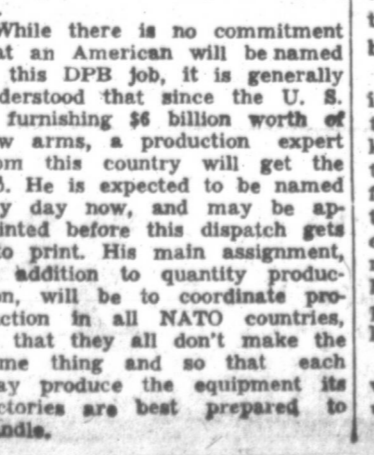 While there is no commitment
at an American will be named
this DPB job, it is generally
derstood that since the U. S.
furnishing $6 billion worth of
w arms, a production expert
om this country will get the
He is expected to be named
y day now, and may be ap-
inted before this dispatch gets
to print. His main assignment,
addition to quantity produc-
on, will be to coordinate pro-
ction in all NATO countries,
that they all don't make the
me thing and so that each
ay produce the equipment its
ctories are best prepared to
ndle.